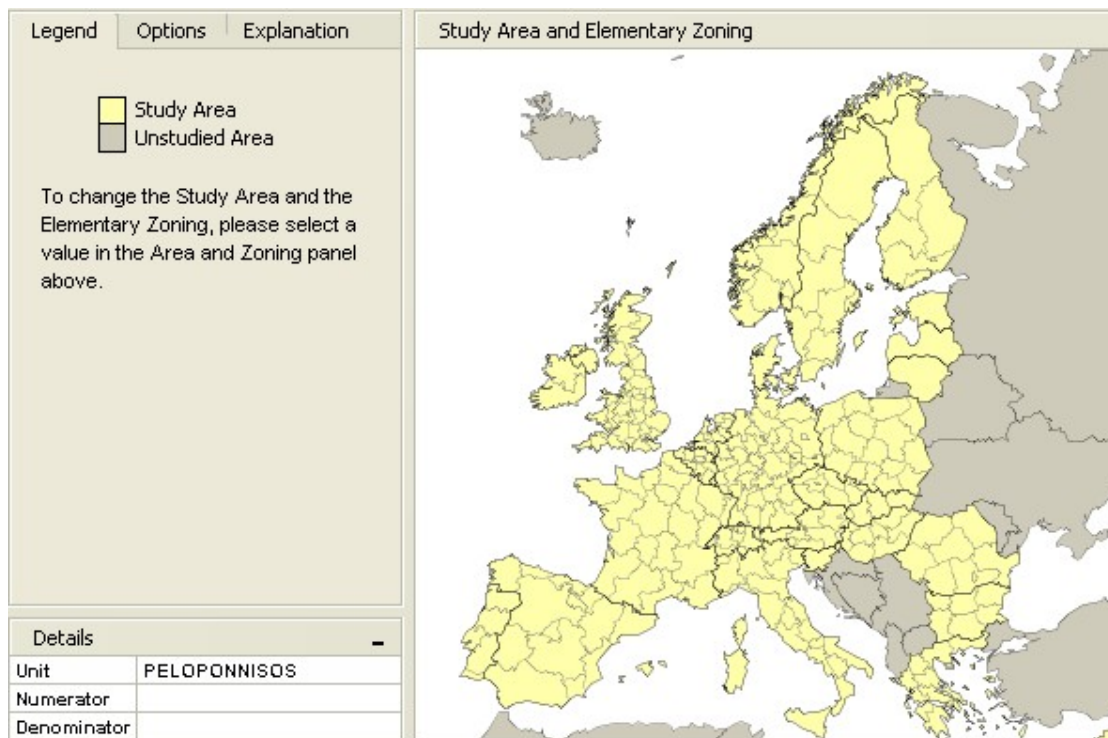 Legend Options Explanation
Study Area
Unstudied Area
To change the Study Area and the
Elementary Zoning, please select a
value in the Area and Zoning panel
above.
Details
Unit PELOPONNISOS
Numerator
Denominator
Study Area and Elementary Zoning